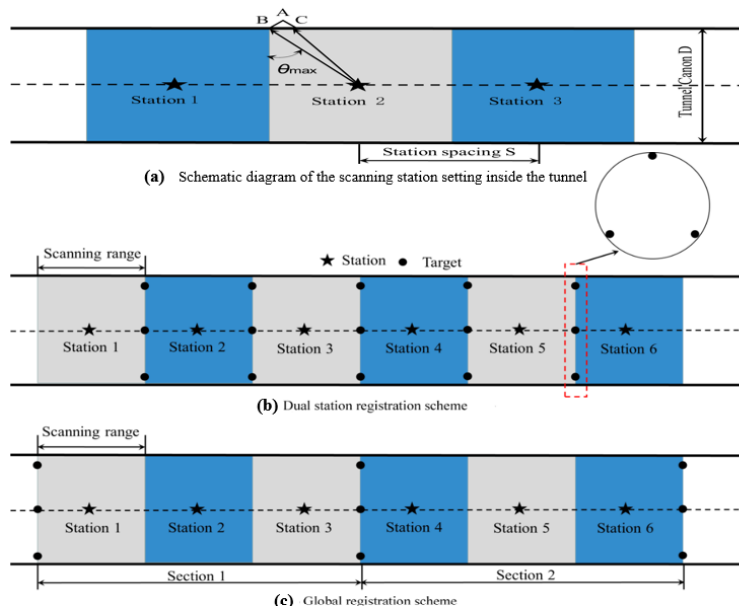 A
B C
θmax
Station 1 Station 2 Station 3
Tunnel Canon D
Station spacing S
(a) Schematic diagram of the scanning station setting inside the tunnel
Scanning range
Station Target
Station 1 Station 2 Station 3 Station 4 Station 5 Station 6
(b) Dual station registration scheme
Scanning range
Station 1 Station 2 Station 3 Station 4 Station 5 Station 6
Section 1 Section 2
(c) Global registration scheme